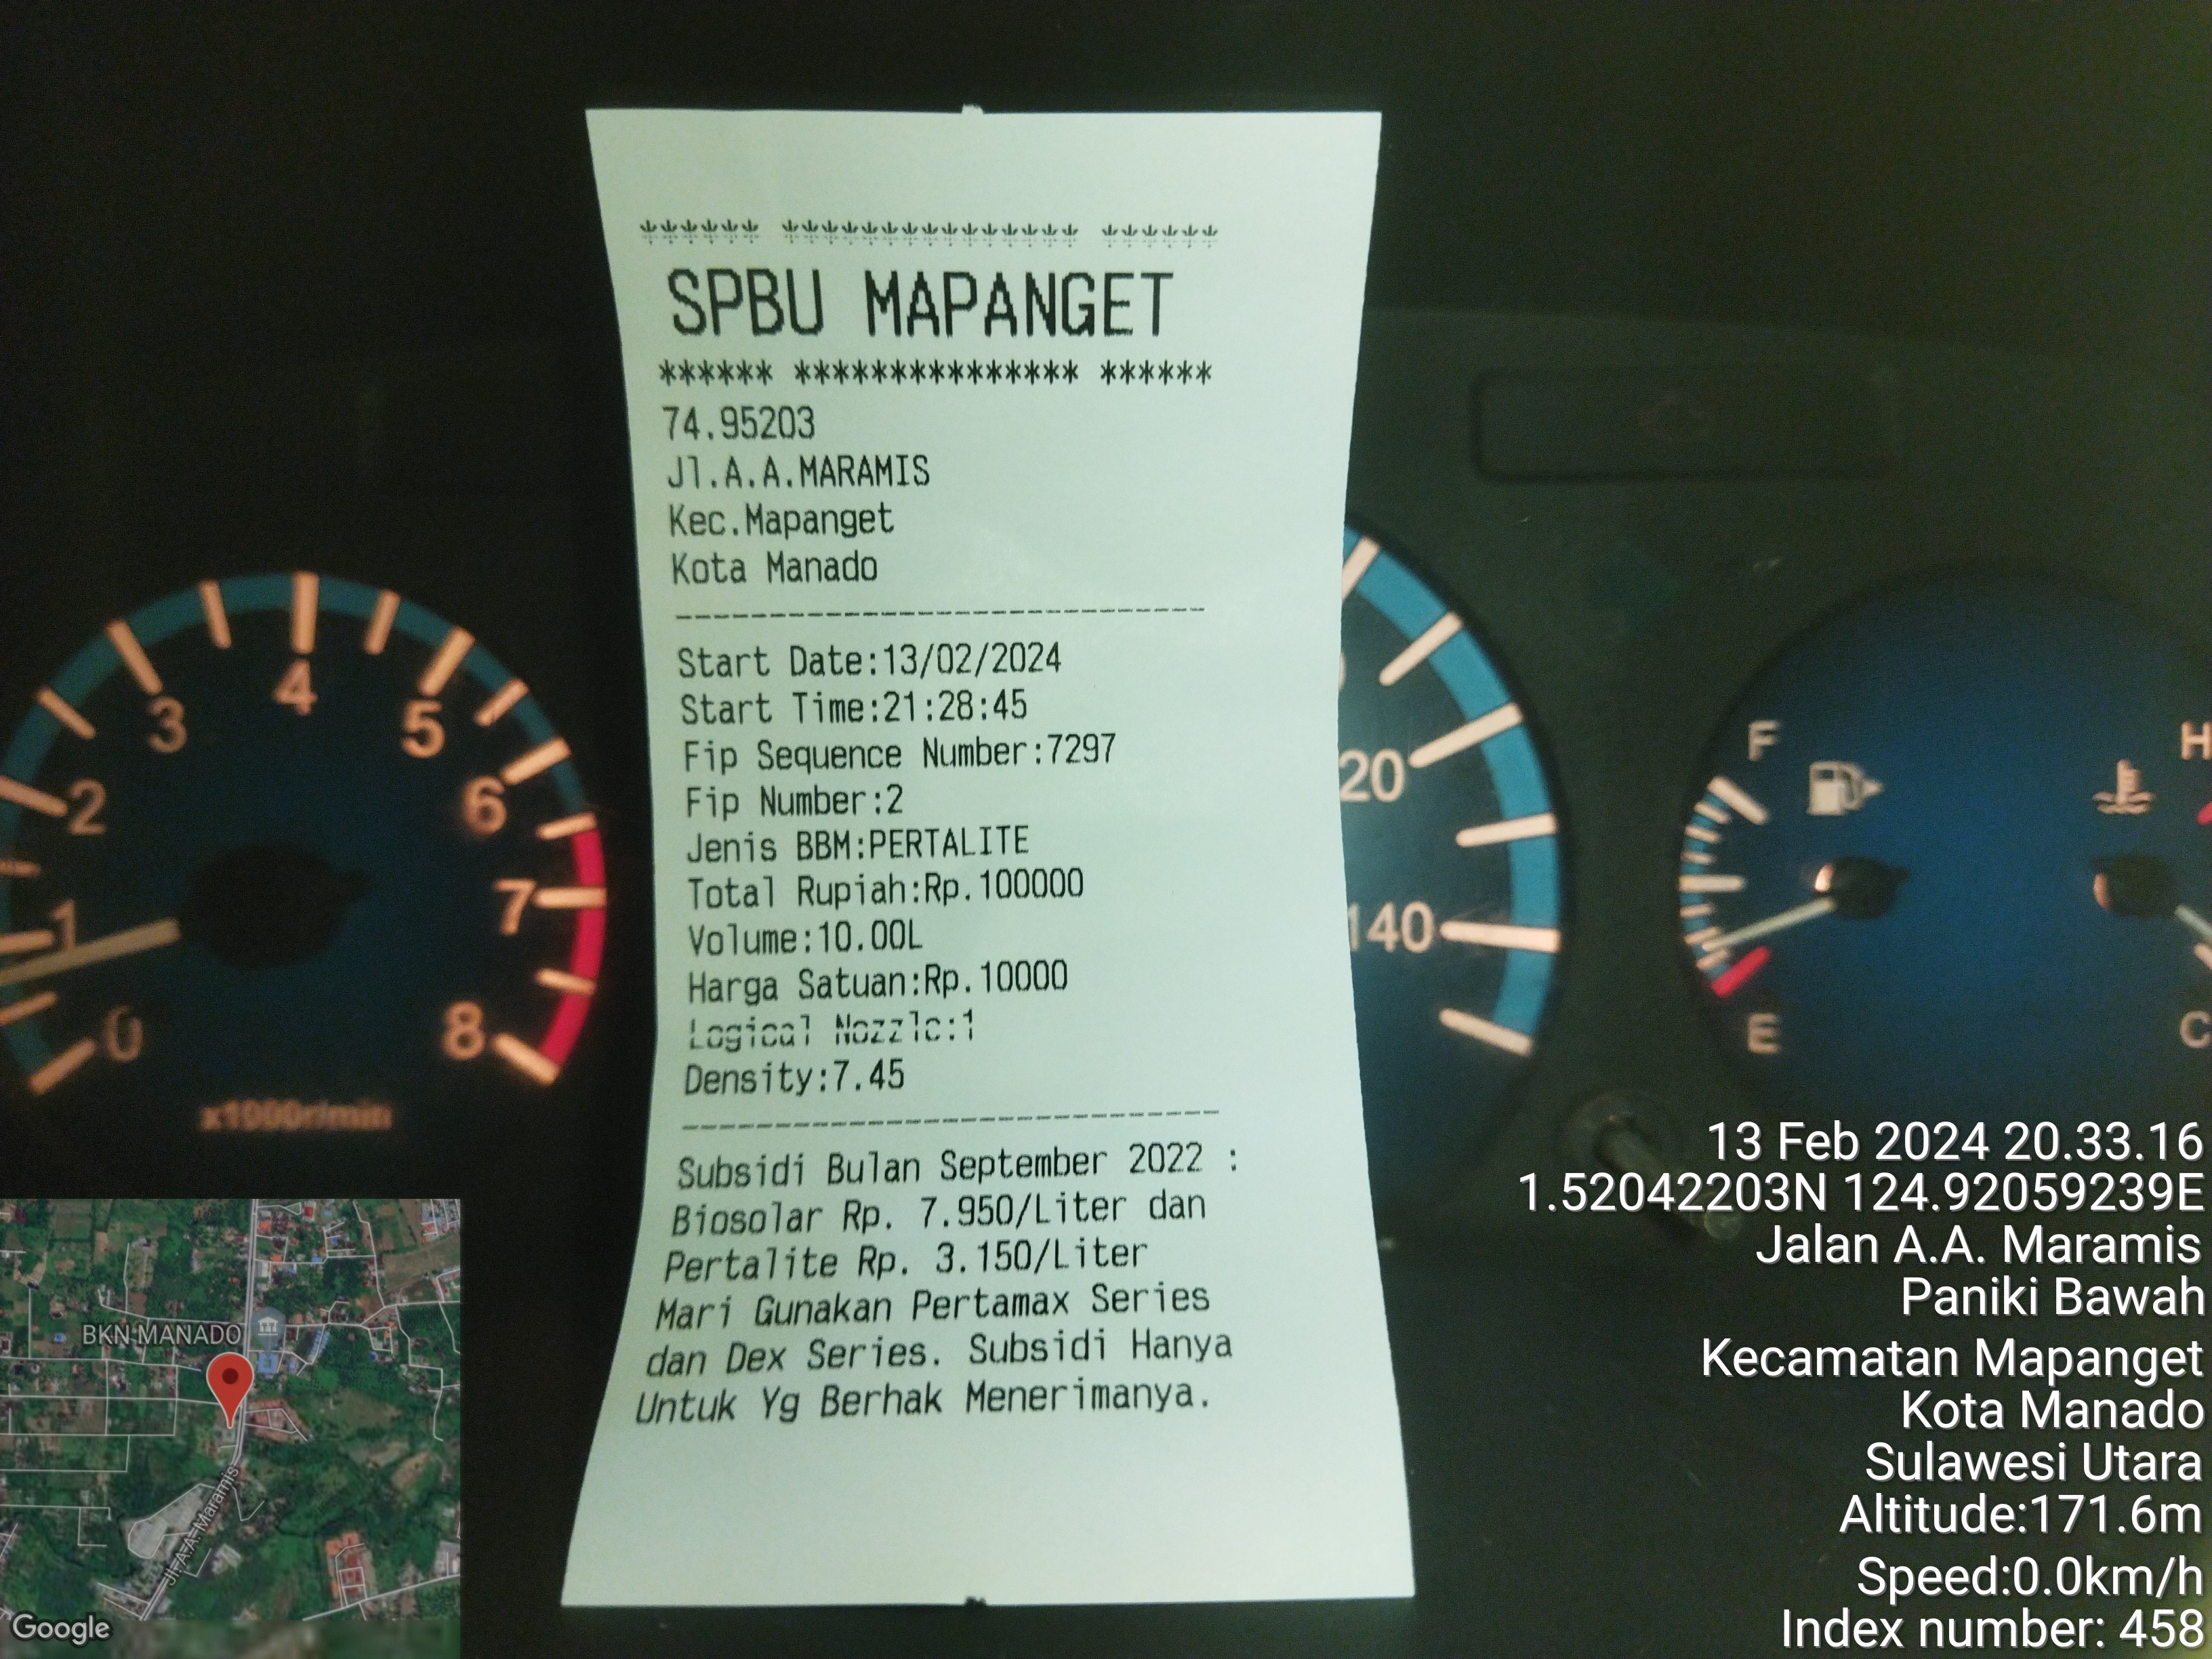 ****** *************** ******
SPBU MAPANGET
****** *************** ******
74.95203
Jl.A.A.MARAMIS
Kec.Mapanget
Kota Manado
----------------------------
Start Date:13/02/2024
Start Time:21:28:45
Fip Sequence Number:7297
Fip Number:2
Jenis BBM:PERTALITE
Total Rupiah:Rp.100000
Volume:10.00L
Harga Satuan:Rp.10000
Logical Nozzle:1
Density:7.45
----------------------------
Subsidi Bulan September 2022 :
Biosolar Rp. 7.950/Liter dan
Pertalite Rp. 3.150/Liter
Mari Gunakan Pertamax Series
dan Dex Series. Subsidi Hanya
Untuk Yg Berhak Menerimanya.
0 1 2 3 4 5 6 7 8
x1000r/min
20
140
F
E
H
C
13 Feb 2024 20.33.16
1.52042203N 124.92059239E
Jalan A.A. Maramis
Paniki Bawah
Kecamatan Mapanget
Kota Manado
Sulawesi Utara
Altitude:171.6m
Speed:0.0km/h
Index number: 458
BKN MANADO
Jl. A.A. Maramis
Google